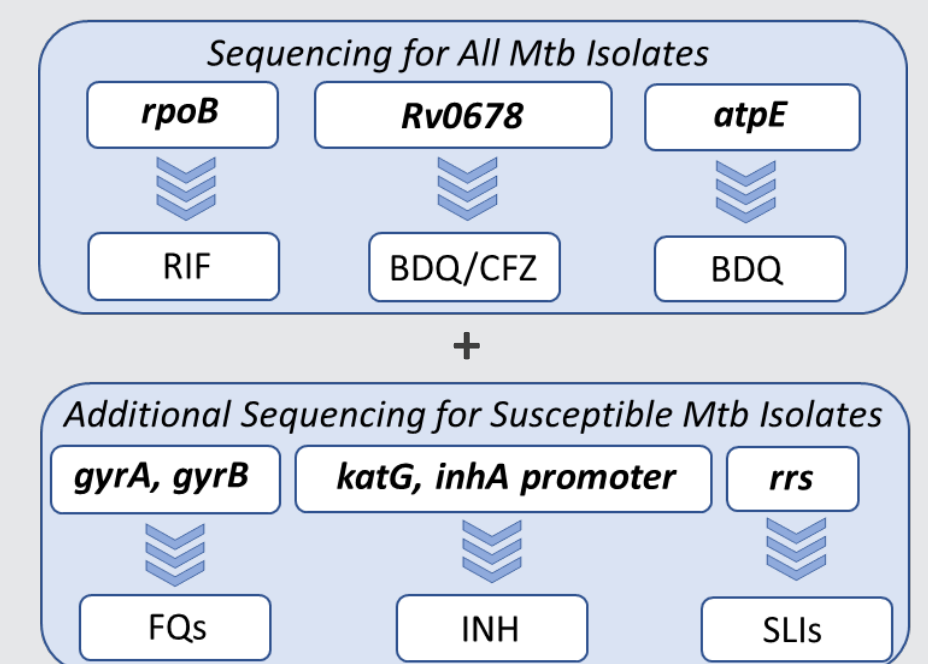 Sequencing for All Mtb Isolates
rpoB Rv0678 atpE
RIF BDQ/CFZ BDQ
+
Additional Sequencing for Susceptible Mtb Isolates
gyrA, gyrB katG, inhA promoter rrs
FQs INH SLIs